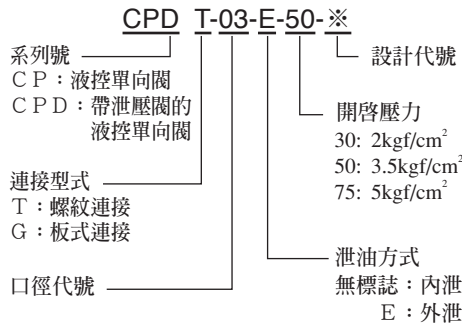 CPD T-03-E-50-※
系列號
CP：液控單向閥
CPD：帶泄壓閥的
液控單向閥
連接型式
T：螺紋連接
G：板式連接
口徑代號
設計代號
開啓壓力
30: 2kgf/cm²
50: 3.5kgf/cm²
75: 5kgf/cm²
泄油方式
無標誌：內泄
E：外泄